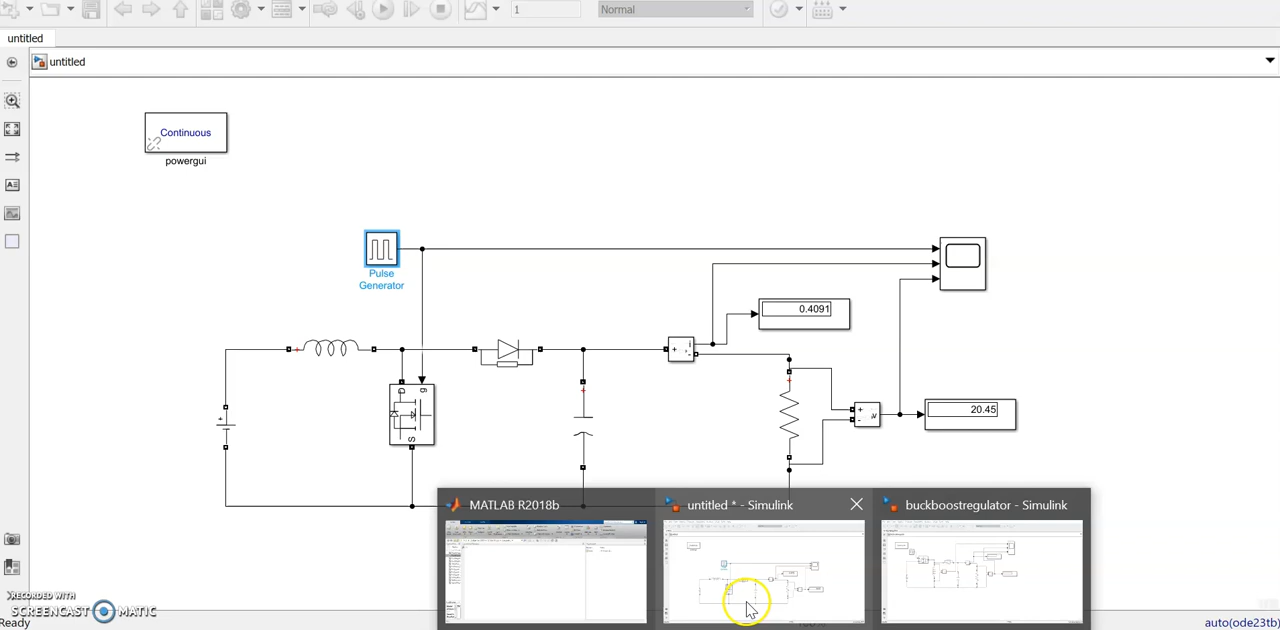 1
Normal
untitled
untitled
Continuous
powergui
Pulse
Generator
0.4091
g
D
S
i
20.45
v
MATLAB R2018b
untitled * - Simulink
buckboostregulator - Simulink
RECORDED WITH
SCREENCAST MATIC
Ready
auto(ode23tb)